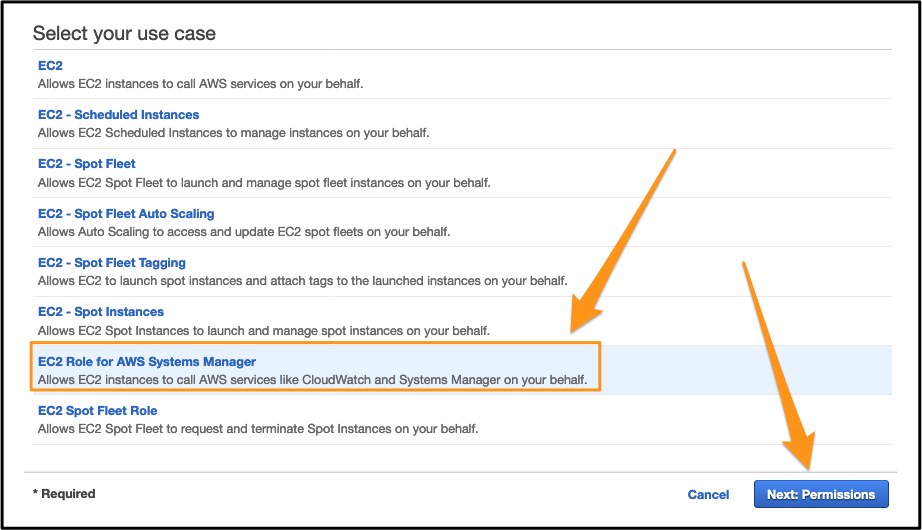 Select your use case
EC2
Allows EC2 instances to call AWS services on your behalf.
EC2 - Scheduled Instances
Allows EC2 Scheduled Instances to manage instances on your behalf.
EC2 - Spot Fleet
Allows EC2 Spot Fleet to launch and manage spot fleet instances on your behalf.
EC2 - Spot Fleet Auto Scaling
Allows Auto Scaling to access and update EC2 spot fleets on your behalf.
EC2 - Spot Fleet Tagging
Allows EC2 to launch spot instances and attach tags to the launched instances on your behalf.
EC2 - Spot Instances
Allows EC2 Spot Instances to launch and manage spot instances on your behalf.
EC2 Role for AWS Systems Manager
Allows EC2 instances to call AWS services like CloudWatch and Systems Manager on your behalf.
EC2 Spot Fleet Role
Allows EC2 Spot Fleet to request and terminate Spot Instances on your behalf.
* Required
Cancel
Next: Permissions